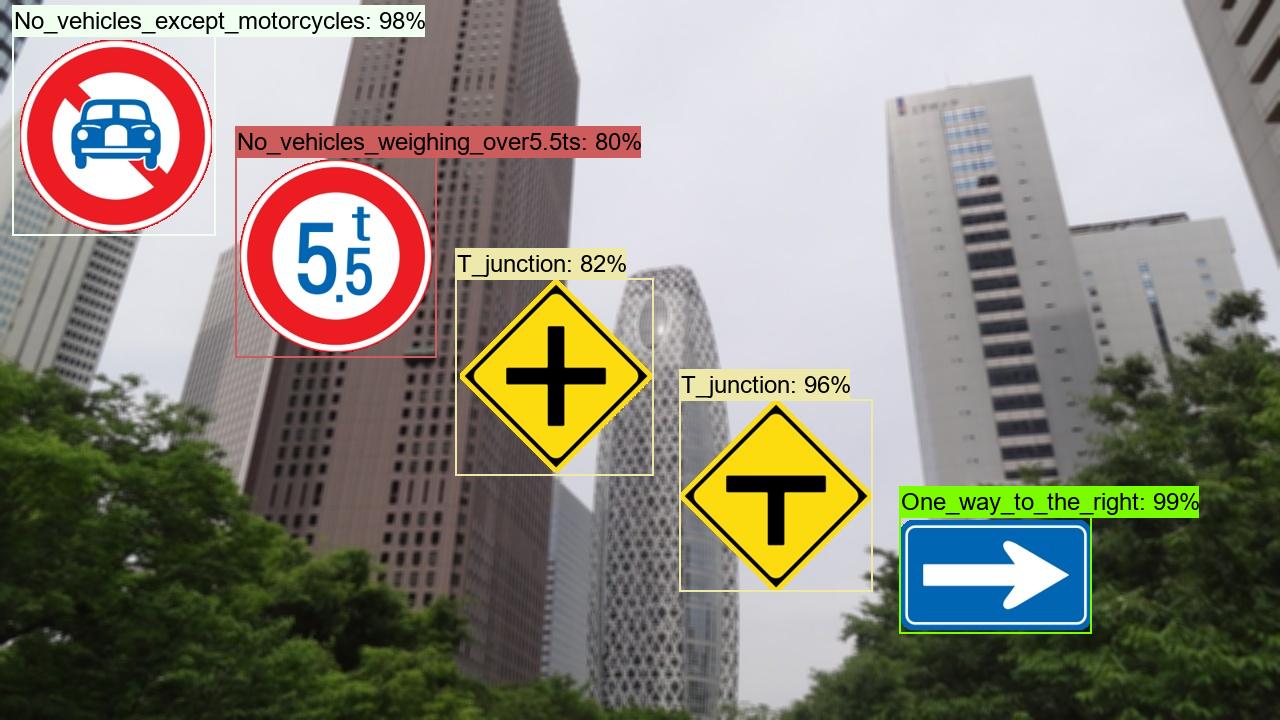 No_vehicles_except_motorcycles: 98%
No_vehicles_weighing_over5.5ts: 80%
5.5t
T_junction: 82%
T_junction: 96%
One_way_to_the_right: 99%